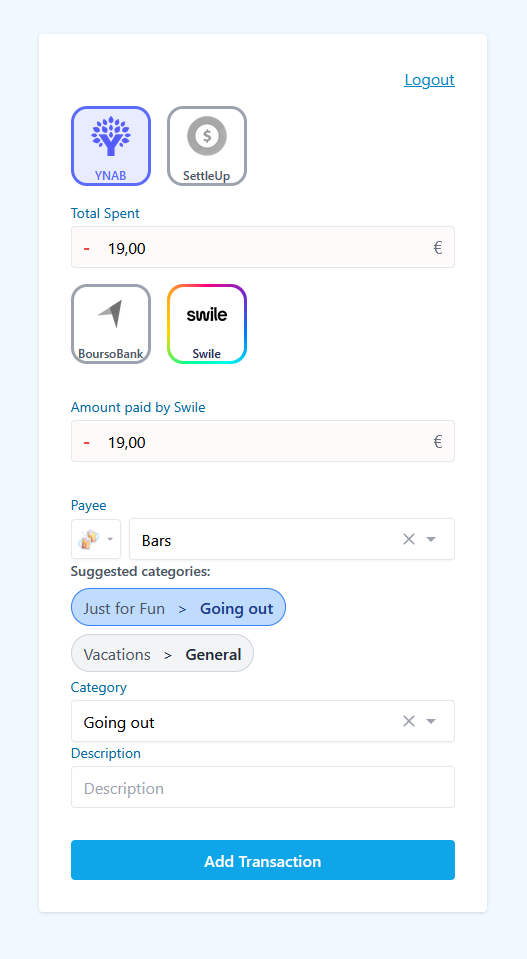 Logout
YNAB SettleUp
Total Spent
- 19,00 €
swile
BoursoBank Swile
Amount paid by Swile
- 19,00 €
Payee
Bars
Suggested categories:
Just for Fun > Going out
Vacations > General
Category
Going out
Description
Description
Add Transaction